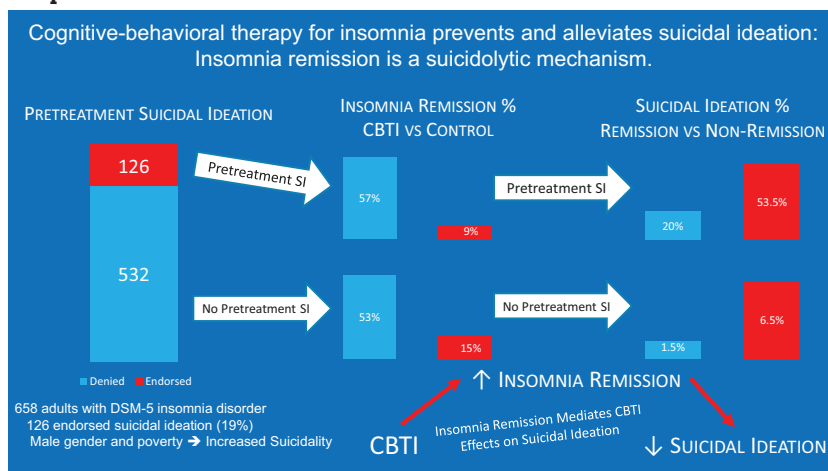 Cognitive-behavioral therapy for insomnia prevents and alleviates suicidal ideation:
Insomnia remission is a suicidolytic mechanism.
PRETREATMENT SUICIDAL IDEATION
126
532
Denied Endorsed
INSOMNIA REMISSION %
CBTI VS CONTROL
Pretreatment SI
57%
9%
No Pretreatment SI
53%
15%
SUICIDAL IDEATION %
REMISSION VS NON-REMISSION
Pretreatment SI
20%
53.5%
No Pretreatment SI
1.5%
6.5%
658 adults with DSM-5 insomnia disorder
126 endorsed suicidal ideation (19%)
Male gender and poverty ➔ Increased Suicidality
CBTI
↑ INSOMNIA REMISSION
Insomnia Remission Mediates CBTI
Effects on Suicidal Ideation
↓ SUICIDAL IDEATION